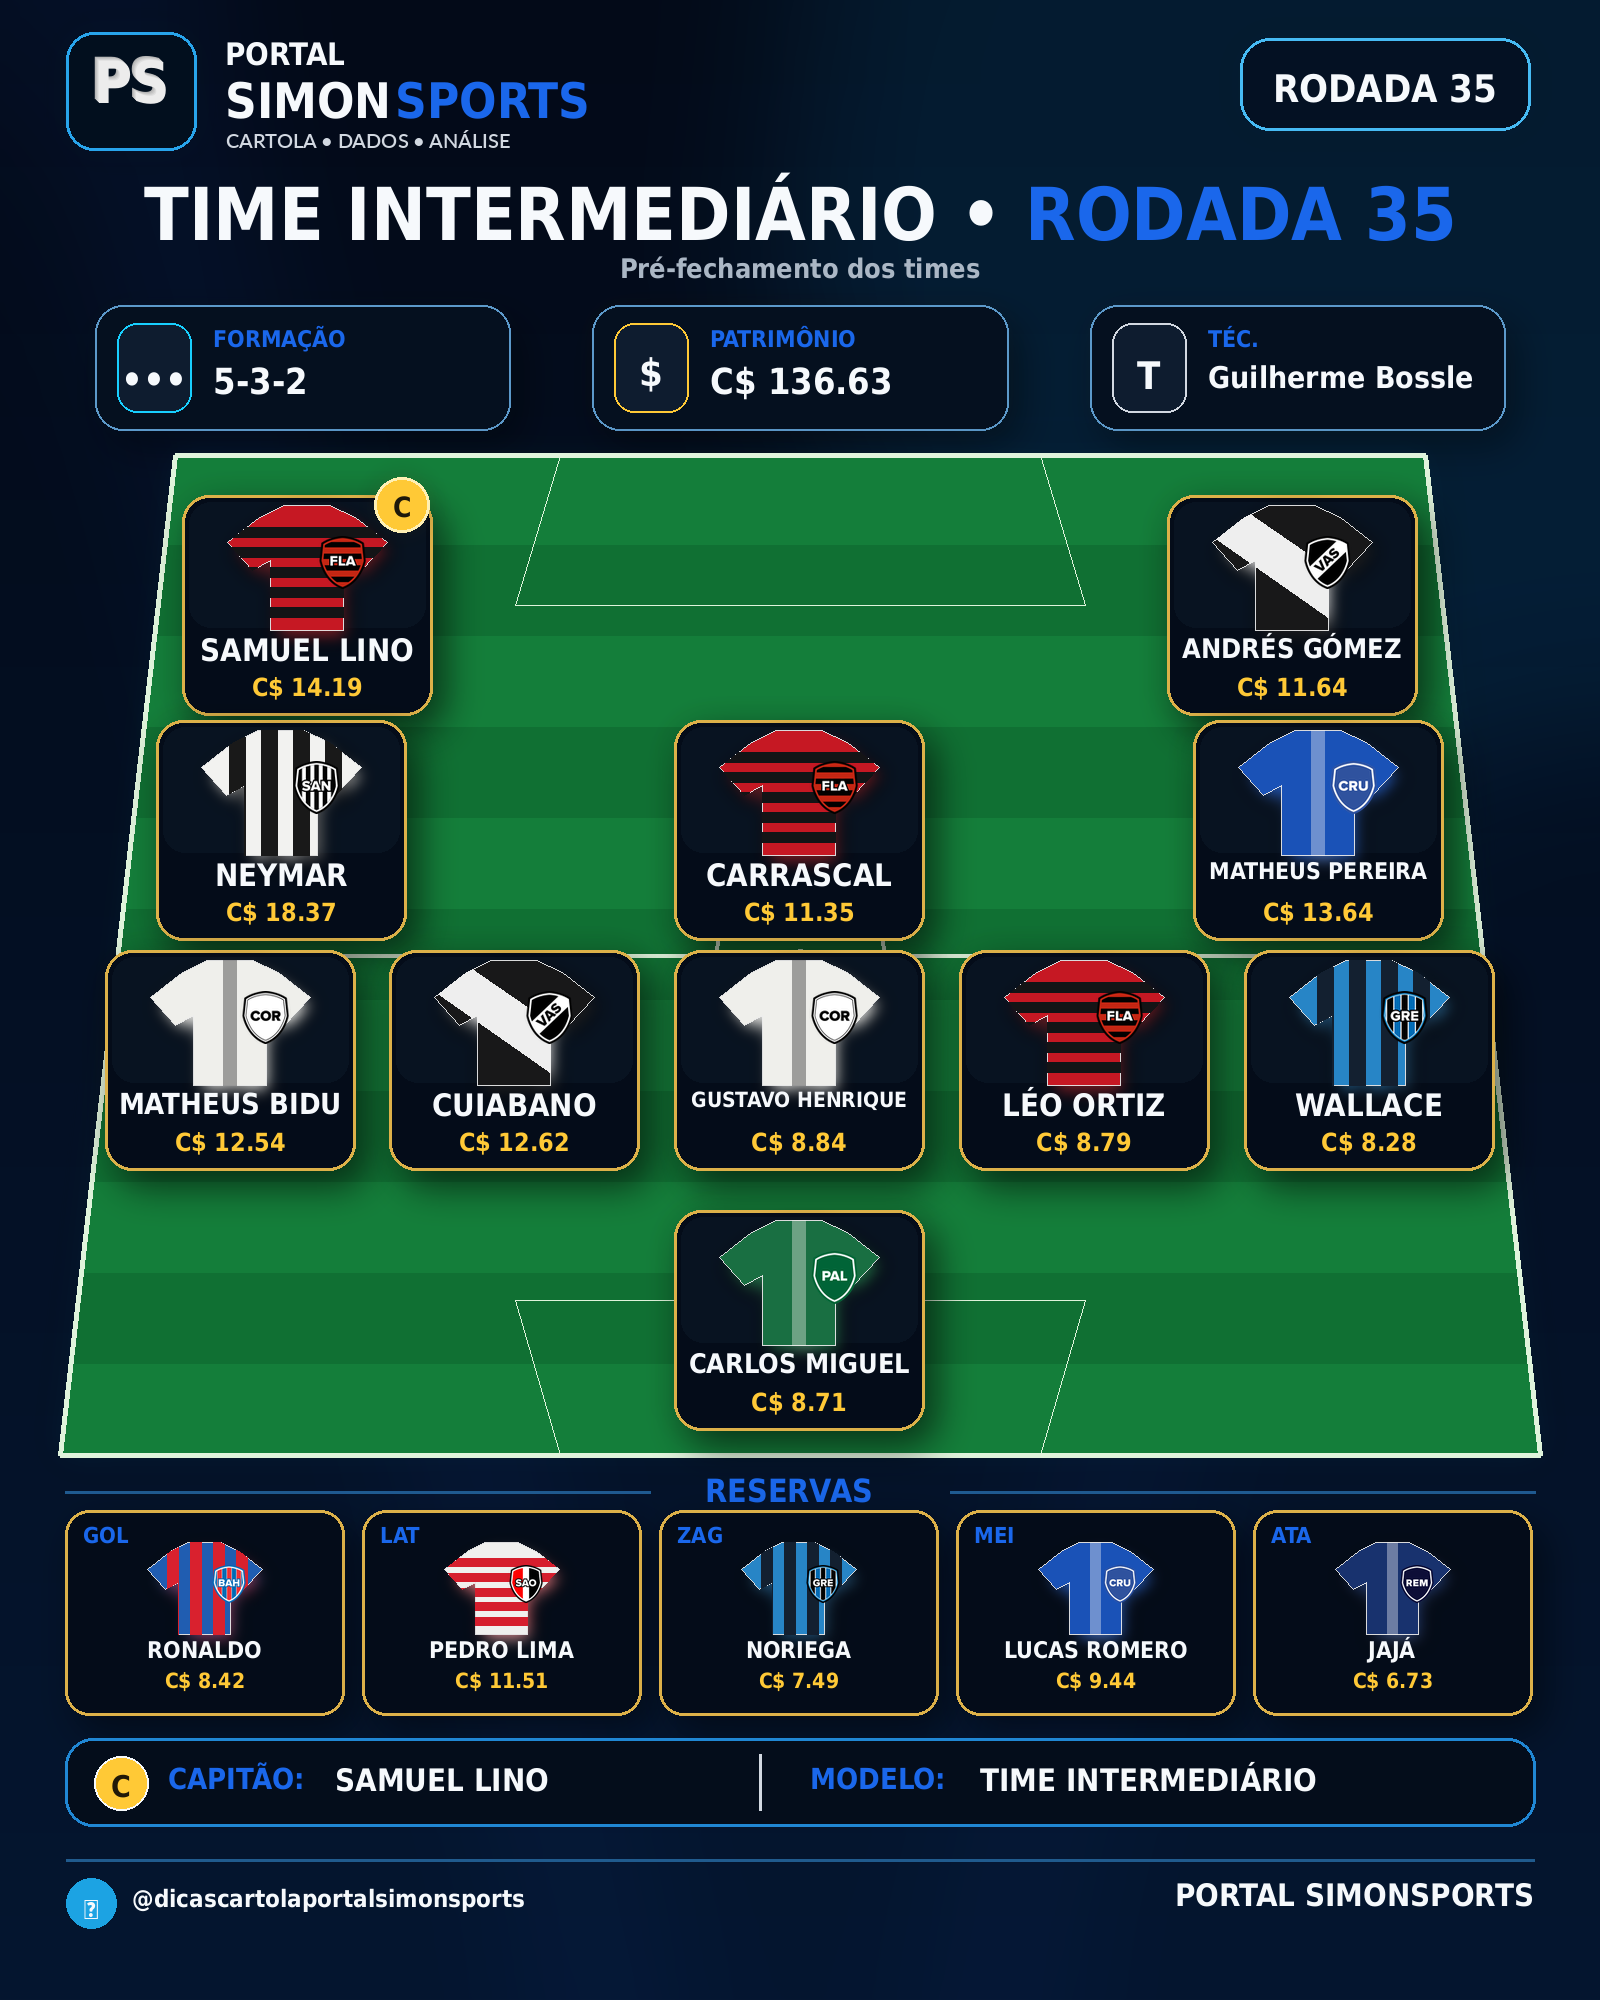 PS
PORTAL
SIMONSPORTS
CARTOLA • DADOS • ANÁLISE
RODADA 35
TIME INTERMEDIÁRIO • RODADA 35
Pré-fechamento dos times
FORMAÇÃO
5-3-2
$
PATRIMÔNIO
C$ 136.63
T
TÉC.
Guilherme Bossle
C
FLA
SAMUEL LINO
C$ 14.19
VAS
ANDRÉS GÓMEZ
C$ 11.64
SAN
NEYMAR
C$ 18.37
FLA
CARRASCAL
C$ 11.35
CRU
MATHEUS PEREIRA
C$ 13.64
COR
MATHEUS BIDU
C$ 12.54
VAS
CUIABANO
C$ 12.62
COR
GUSTAVO HENRIQUE
C$ 8.84
FLA
LÉO ORTIZ
C$ 8.79
GRE
WALLACE
C$ 8.28
PAL
CARLOS MIGUEL
C$ 8.71
RESERVAS
GOL
BAH
RONALDO
C$ 8.42
LAT
SAO
PEDRO LIMA
C$ 11.51
ZAG
GRE
NORIEGA
C$ 7.49
MEI
CRU
LUCAS ROMERO
C$ 9.44
ATA
REM
JAJÁ
C$ 6.73
C CAPITÃO: SAMUEL LINO
MODELO: TIME INTERMEDIÁRIO
@dicascartolaportalsimonsports
PORTAL SIMONSPORTS